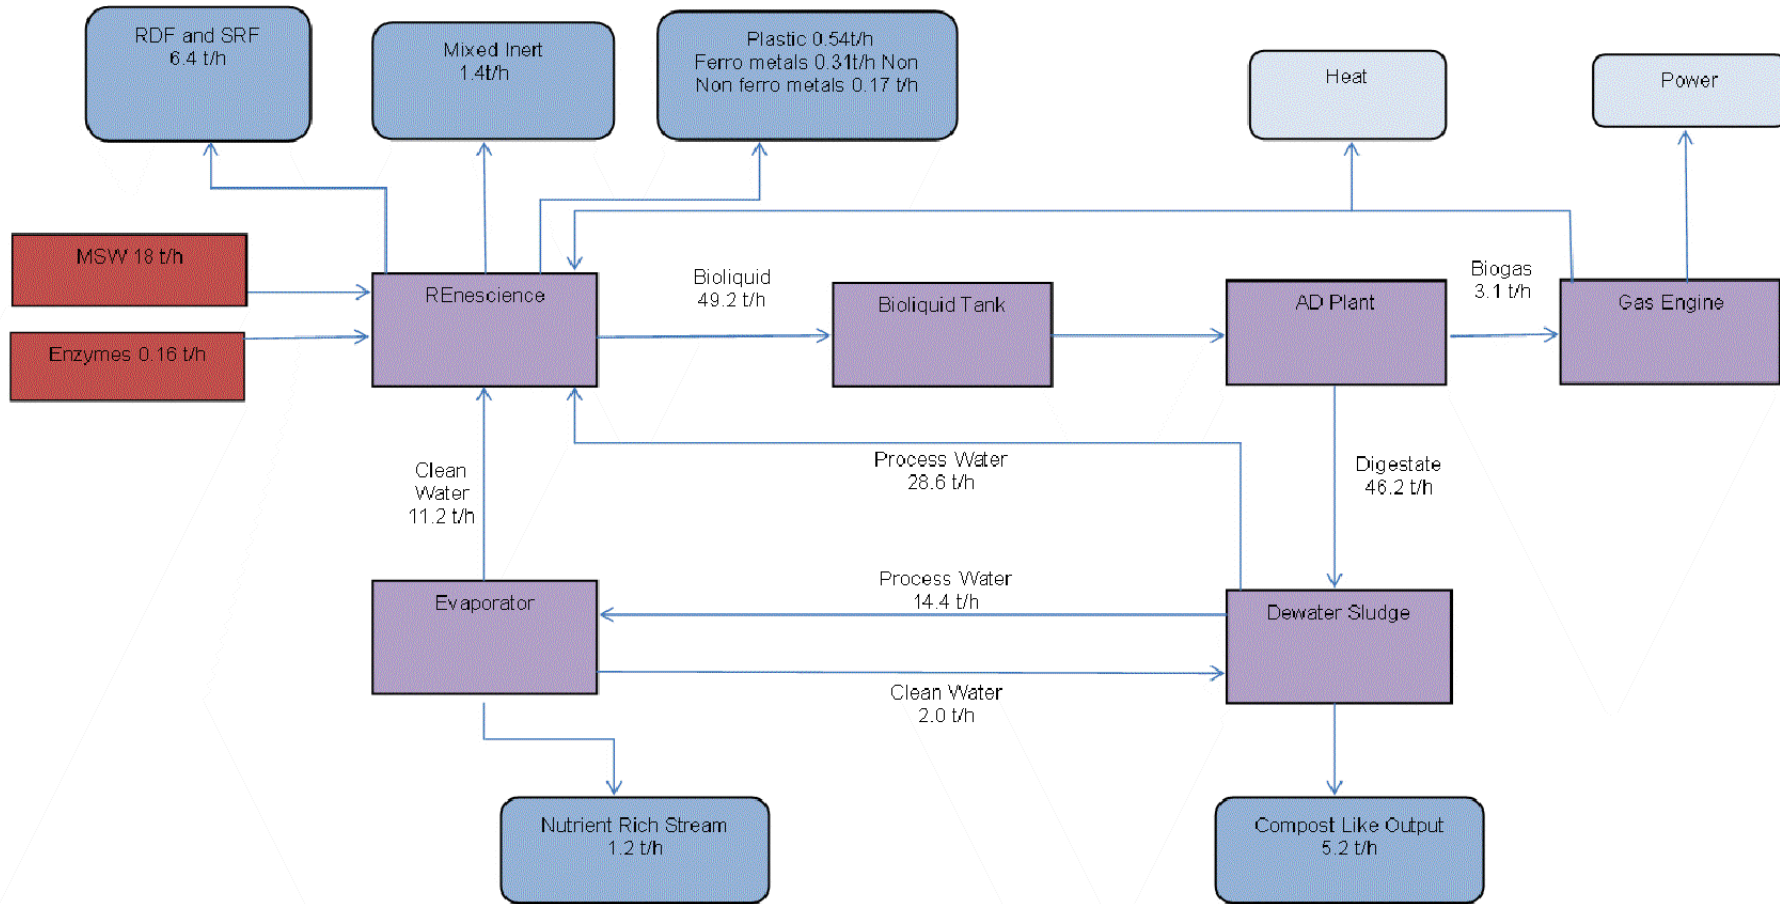 RDF and SRF
6.4 t/h
Mixed Inert
1.4t/h
Plastic 0.54t/h
Ferro metals 0.31t/h Non
Non ferro metals 0.17 t/h
Heat
Power
MSW 18 t/h
Enzymes 0.16 t/h
REnescience
Bioliquid
49.2 t/h
Bioliquid Tank
AD Plant
Biogas
3.1 t/h
Gas Engine
Clean
Water
11.2 t/h
Process Water
28.6 t/h
Digestate
46.2 t/h
Evaporator
Process Water
14.4 t/h
Dewater Sludge
Clean Water
2.0 t/h
Nutrient Rich Stream
1.2 t/h
Compost Like Output
5.2 t/h